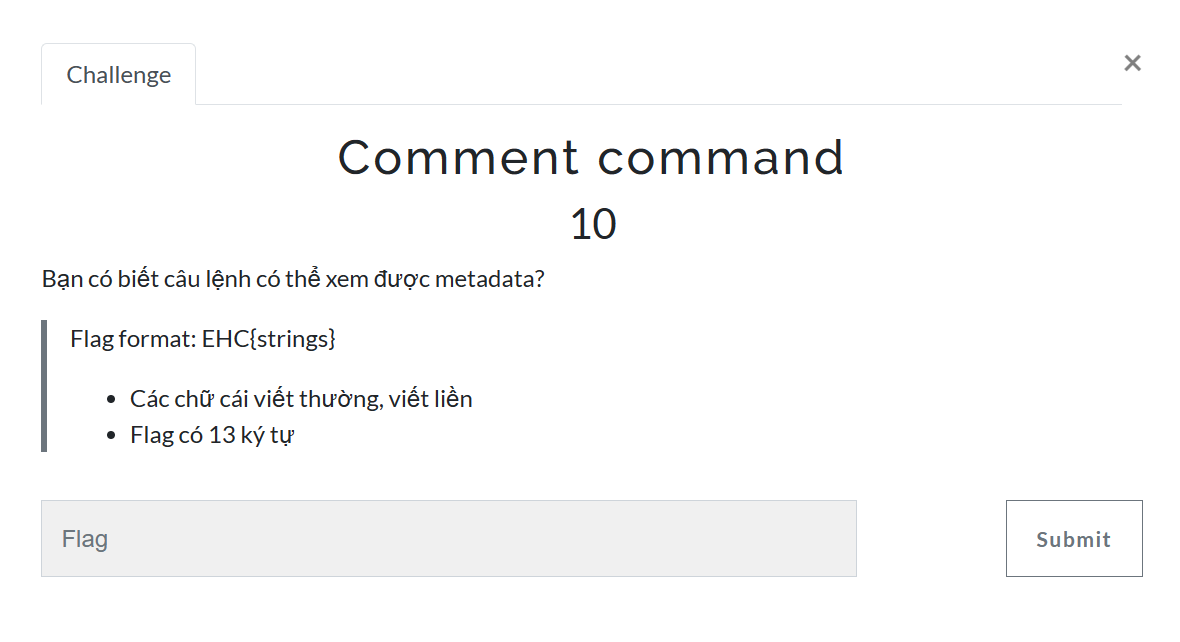 Challenge
×
Comment command
10
Bạn có biết câu lệnh có thể xem được metadata?
Flag format: EHC{strings}
• Các chữ cái viết thường, viết liền
• Flag có 13 ký tự
Flag
Submit